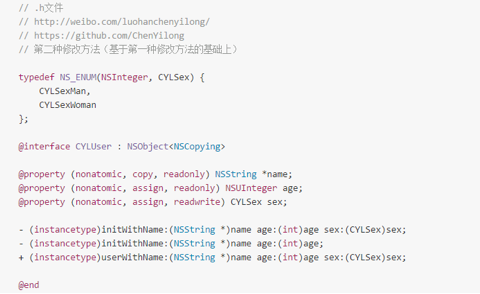 // .h文件
// http://weibo.com/luohanchenyilong/
// https://github.com/ChenYilong
// 第二种修改方法（基于第一种修改方法的基础上）
typedef NS_ENUM(NSInteger, CYLSex) {
    CYLSexMan,
    CYLSexWoman
};
@interface CYLUser : NSObject<NSCopying>
@property (nonatomic, copy, readonly) NSString *name;
@property (nonatomic, assign, readonly) NSUInteger age;
@property (nonatomic, assign, readwrite) CYLSex sex;
- (instancetype)initWithName:(NSString *)name age:(int)age sex:(CYLSex)sex;
- (instancetype)initWithName:(NSString *)name age:(int)age;
+ (instancetype)userWithName:(NSString *)name age:(int)age sex:(CYLSex)sex;
@end